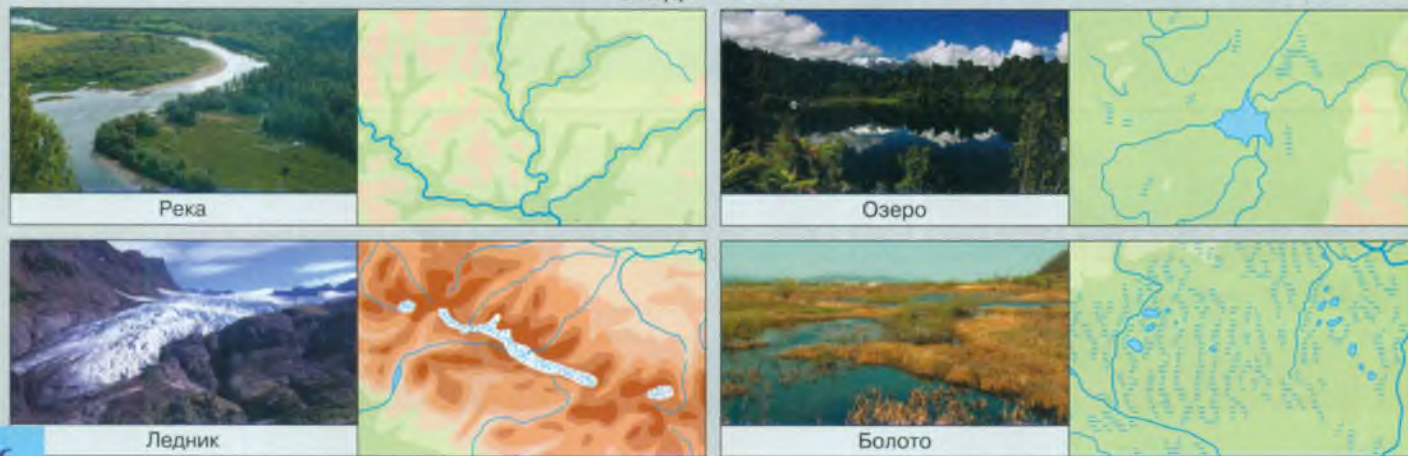 Река
Озеро
Ледник
Болото